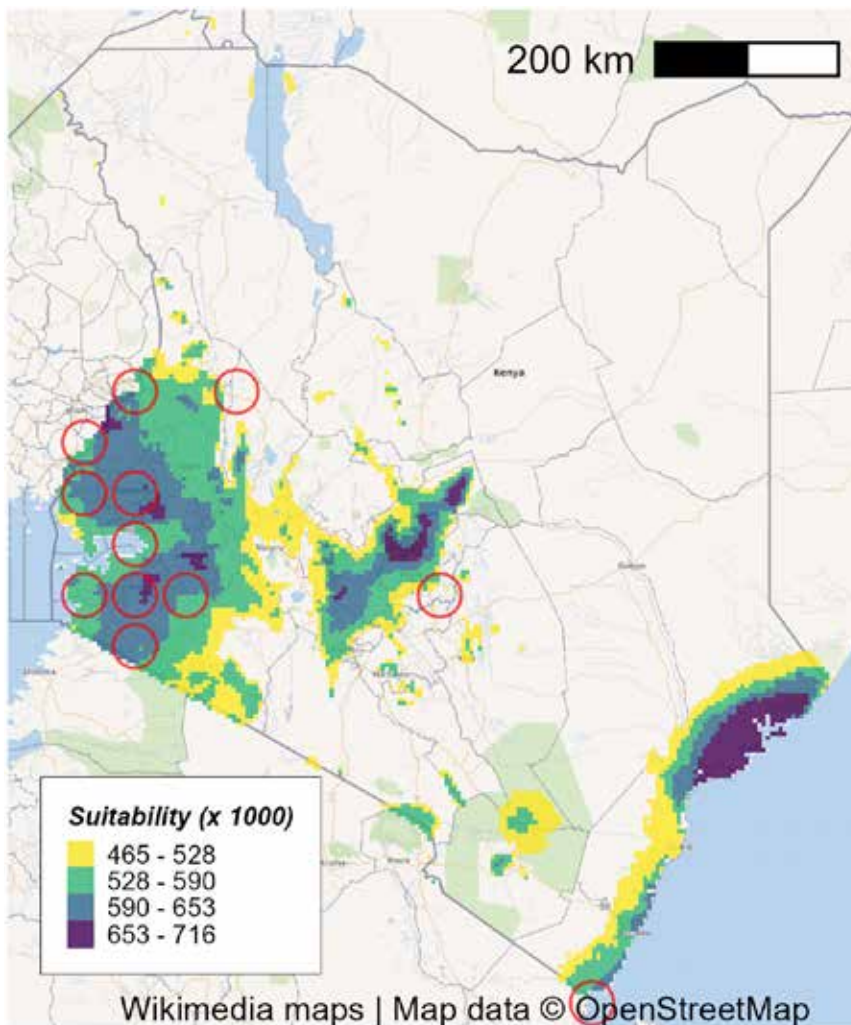 200 km
Kenya
Suitability (x 1000)
465 - 528
528 - 590
590 - 653
653 - 716
Wikimedia maps | Map data © OpenStreetMap